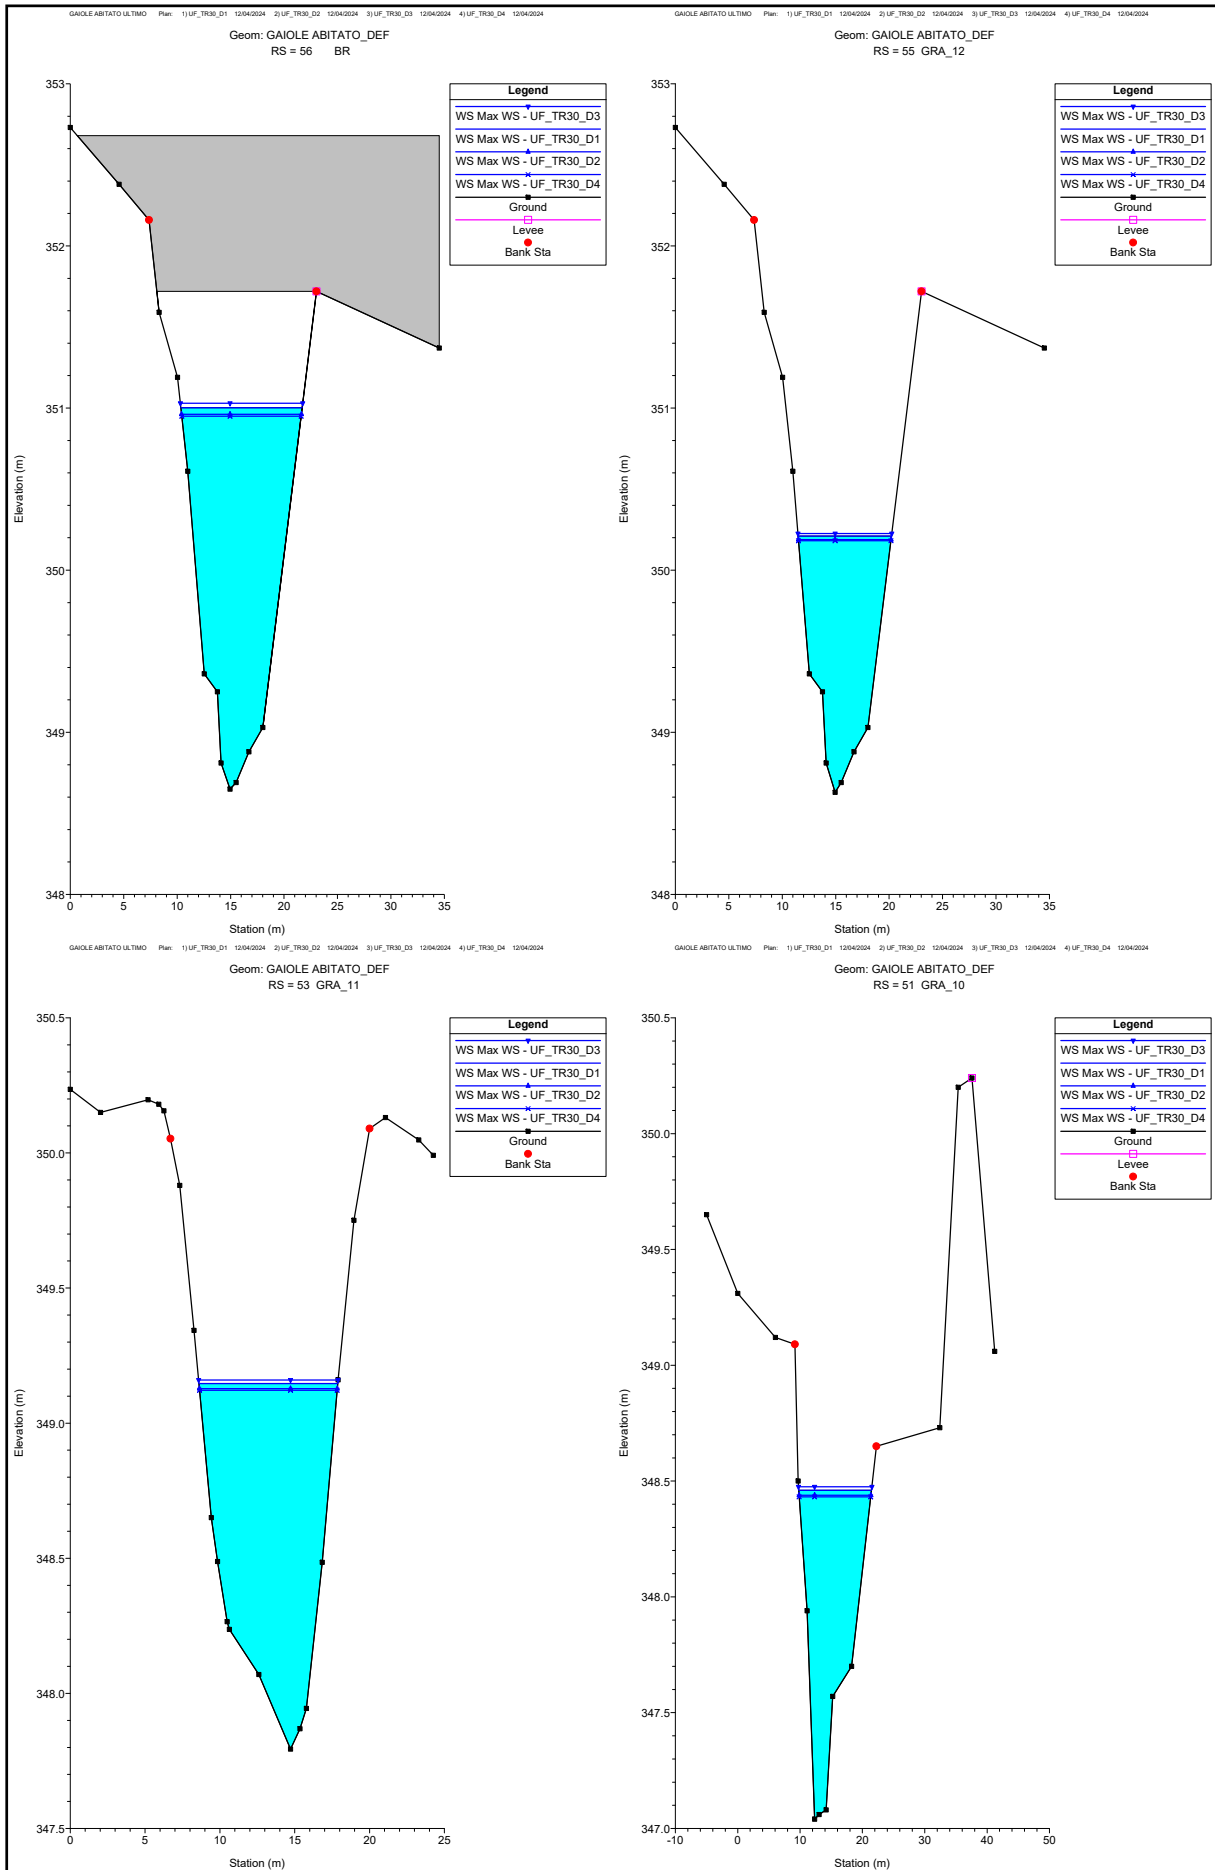 GAIOLE ABITATO ULTIMO Plan: 1) UF_TR30_D1 12/04/2024 2) UF_TR30_D2 12/04/2024 3) UF_TR30_D3 12/04/2024 4) UF_TR30_D4 12/04/2024
Geom: GAIOLE ABITATO_DEF
RS = 56 BR
Legend
WS Max WS - UF_TR30_D3
WS Max WS - UF_TR30_D1
WS Max WS - UF_TR30_D2
WS Max WS - UF_TR30_D4
Ground
Levee
Bank Sta
353
352
351
350
349
348
Elevation (m)
0 5 10 15 20 25 30 35
Station (m)
GAIOLE ABITATO ULTIMO Plan: 1) UF_TR30_D1 12/04/2024 2) UF_TR30_D2 12/04/2024 3) UF_TR30_D3 12/04/2024 4) UF_TR30_D4 12/04/2024
Geom: GAIOLE ABITATO_DEF
RS = 55 GRA_12
Legend
WS Max WS - UF_TR30_D3
WS Max WS - UF_TR30_D1
WS Max WS - UF_TR30_D2
WS Max WS - UF_TR30_D4
Ground
Levee
Bank Sta
353
352
351
350
349
348
Elevation (m)
0 5 10 15 20 25 30 35
Station (m)
GAIOLE ABITATO ULTIMO Plan: 1) UF_TR30_D1 12/04/2024 2) UF_TR30_D2 12/04/2024 3) UF_TR30_D3 12/04/2024 4) UF_TR30_D4 12/04/2024
Geom: GAIOLE ABITATO_DEF
RS = 53 GRA_11
Legend
WS Max WS - UF_TR30_D3
WS Max WS - UF_TR30_D1
WS Max WS - UF_TR30_D2
WS Max WS - UF_TR30_D4
Ground
Bank Sta
350.5
350.0
349.5
349.0
348.5
348.0
347.5
Elevation (m)
0 5 10 15 20 25
Station (m)
GAIOLE ABITATO ULTIMO Plan: 1) UF_TR30_D1 12/04/2024 2) UF_TR30_D2 12/04/2024 3) UF_TR30_D3 12/04/2024 4) UF_TR30_D4 12/04/2024
Geom: GAIOLE ABITATO_DEF
RS = 51 GRA_10
Legend
WS Max WS - UF_TR30_D3
WS Max WS - UF_TR30_D1
WS Max WS - UF_TR30_D2
WS Max WS - UF_TR30_D4
Ground
Levee
Bank Sta
350.5
350.0
349.5
349.0
348.5
348.0
347.5
347.0
Elevation (m)
-10 0 10 20 30 40 50
Station (m)